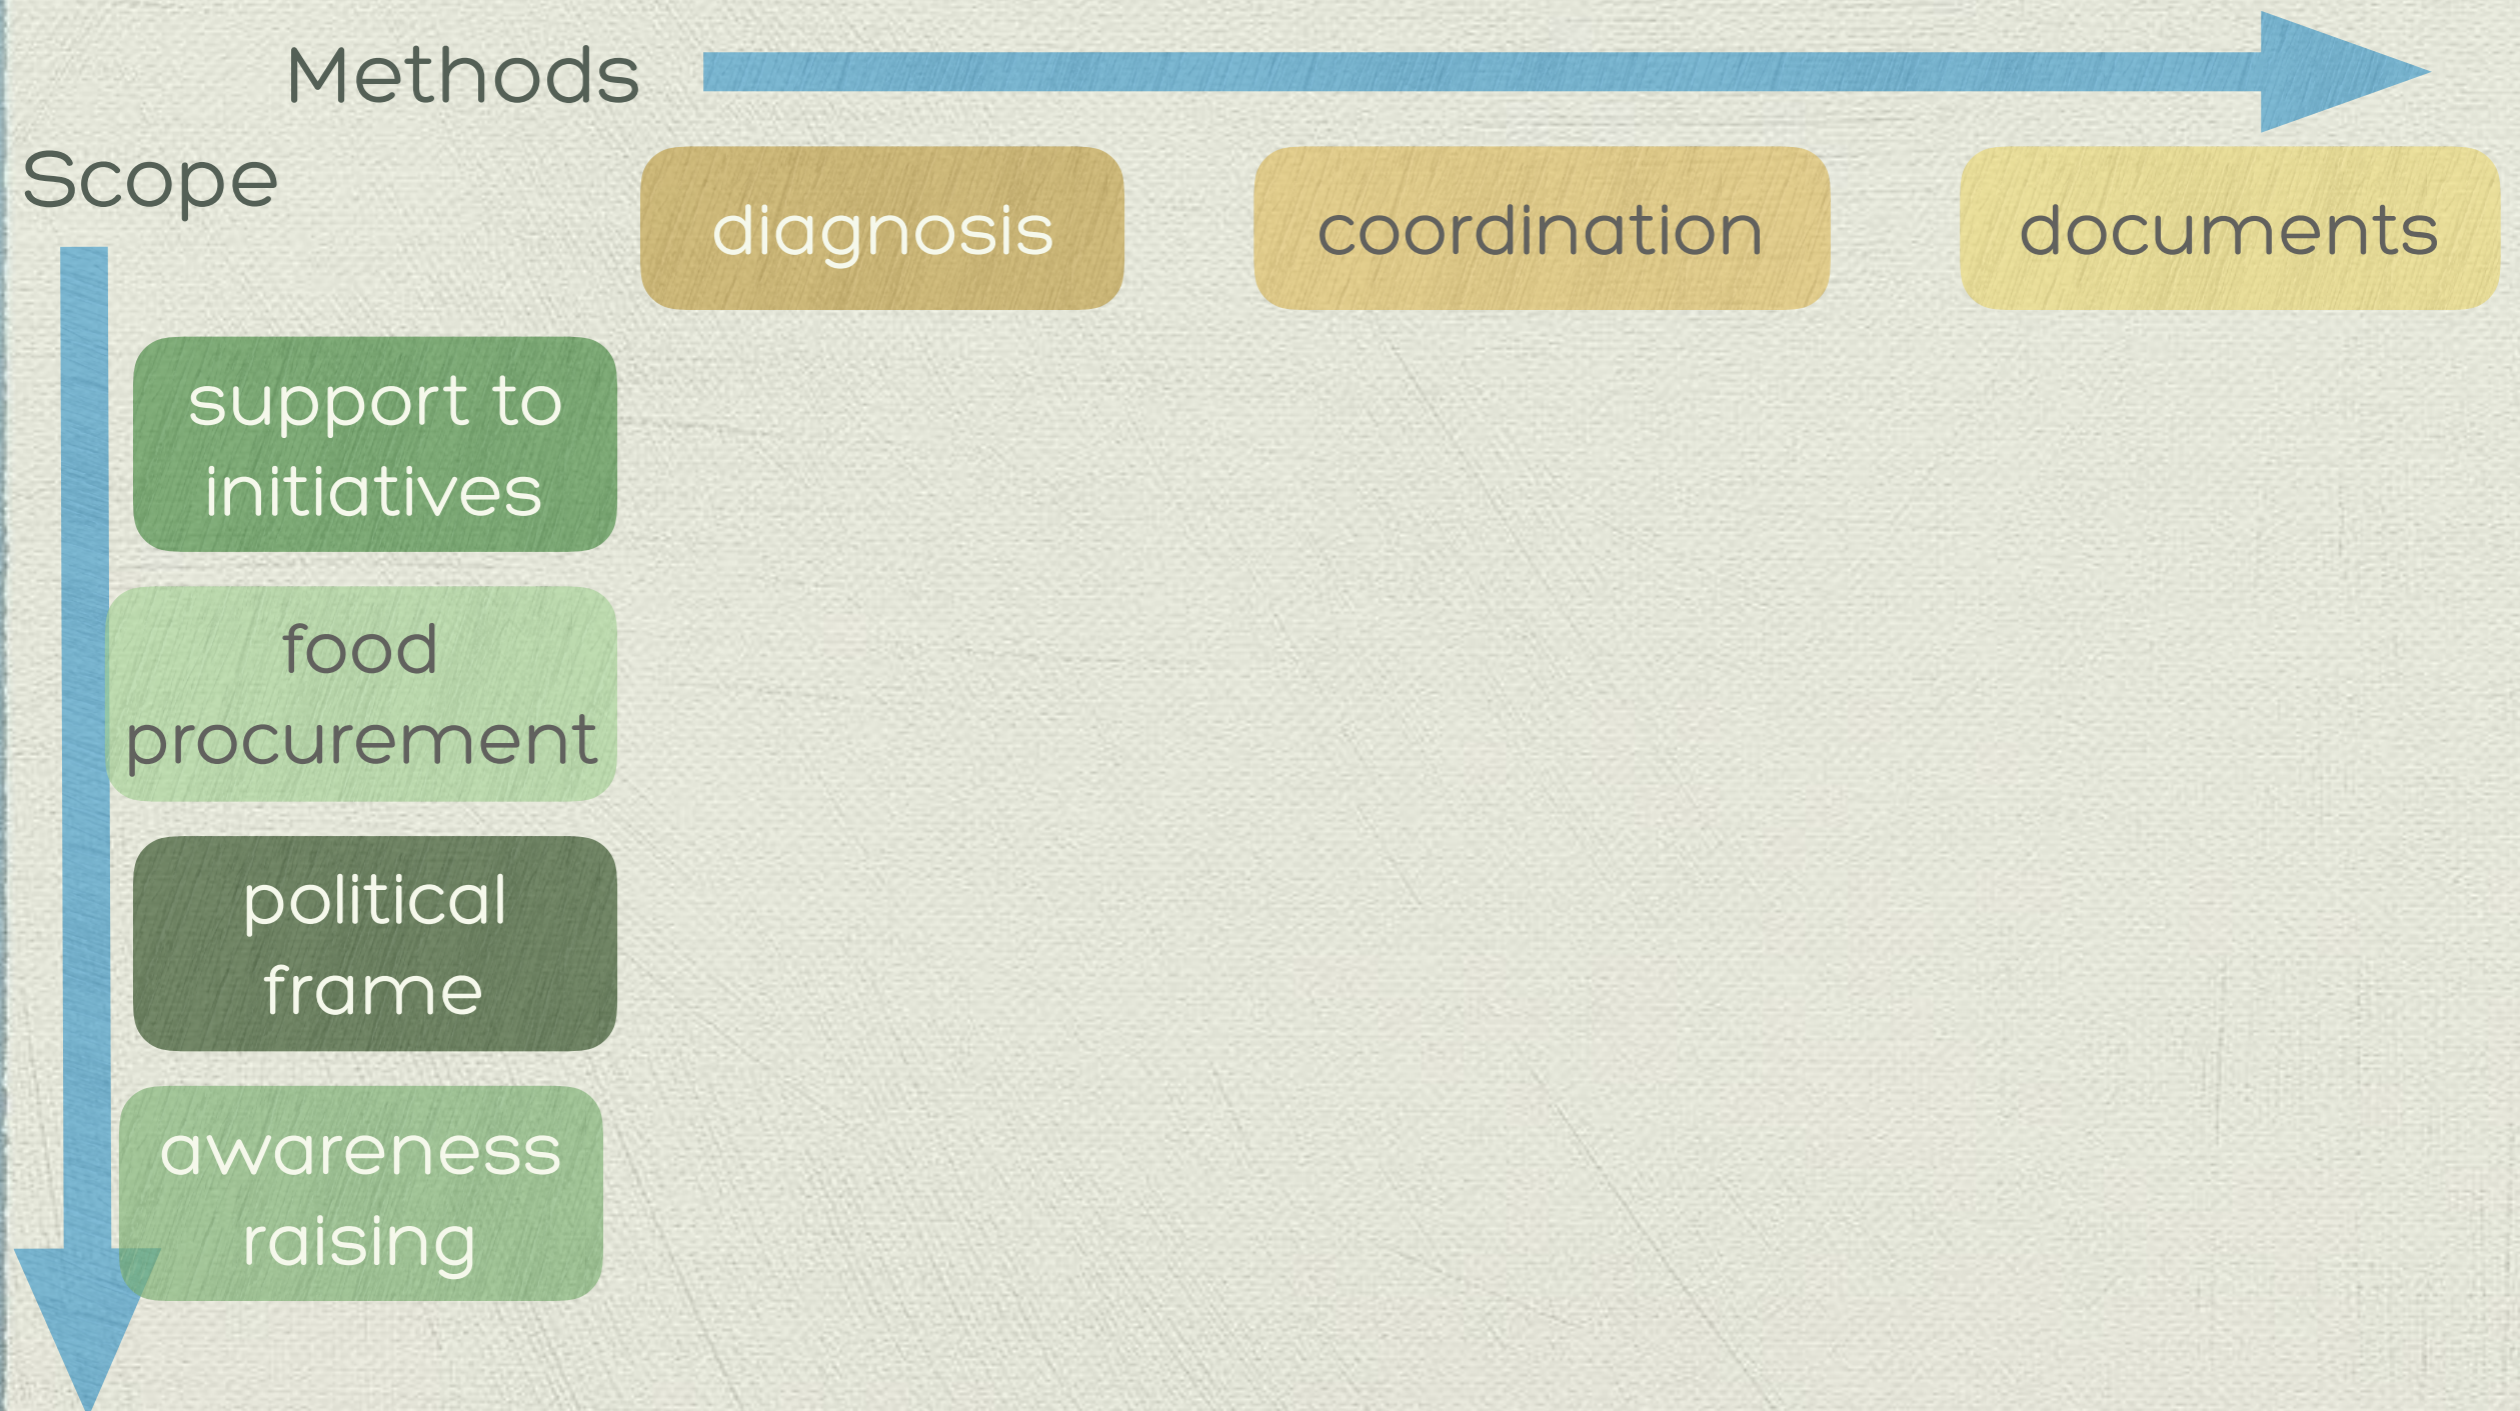 Methods
Scope
diagnosis
coordination
documents
support to
initiatives
food
procurement
political
frame
awareness
raising